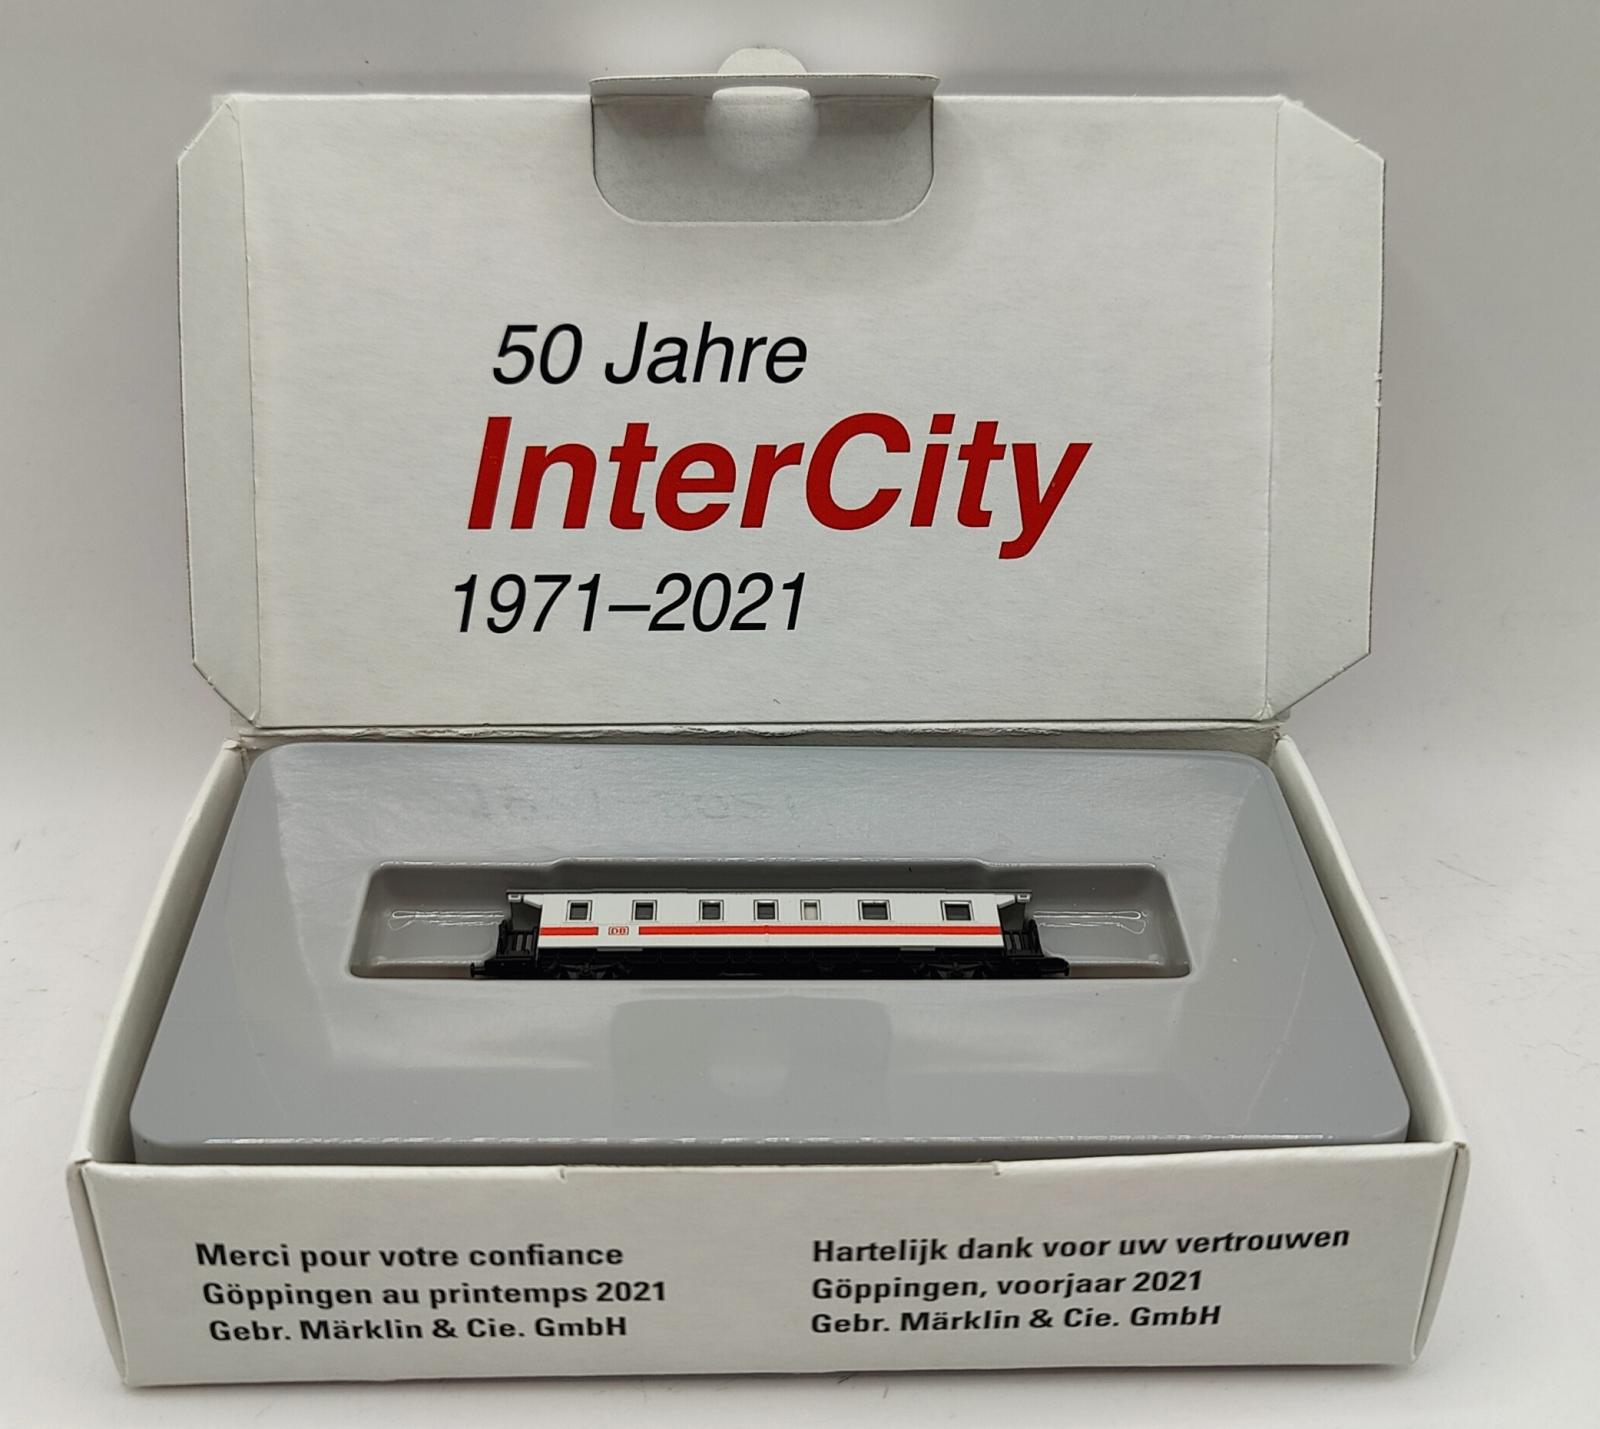 50 Jahre
InterCity
1971–2021
DB
Merci pour votre confiance
Göppingen au printemps 2021
Gebr. Märklin & Cie. GmbH
Hartelijk dank voor uw vertrouwen
Göppingen, voorjaar 2021
Gebr. Märklin & Cie. GmbH